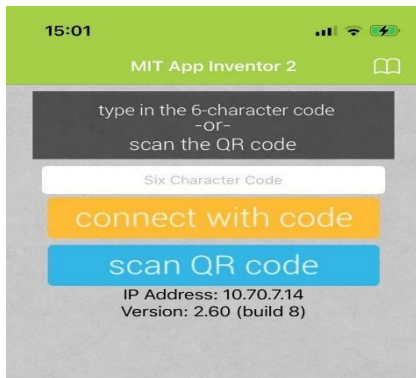 15:01
MIT App Inventor 2
type in the 6-character code
-or-
scan the QR code
Six Character Code
connect with code
scan QR code
IP Address: 10.70.7.14
Version: 2.60 (build 8)